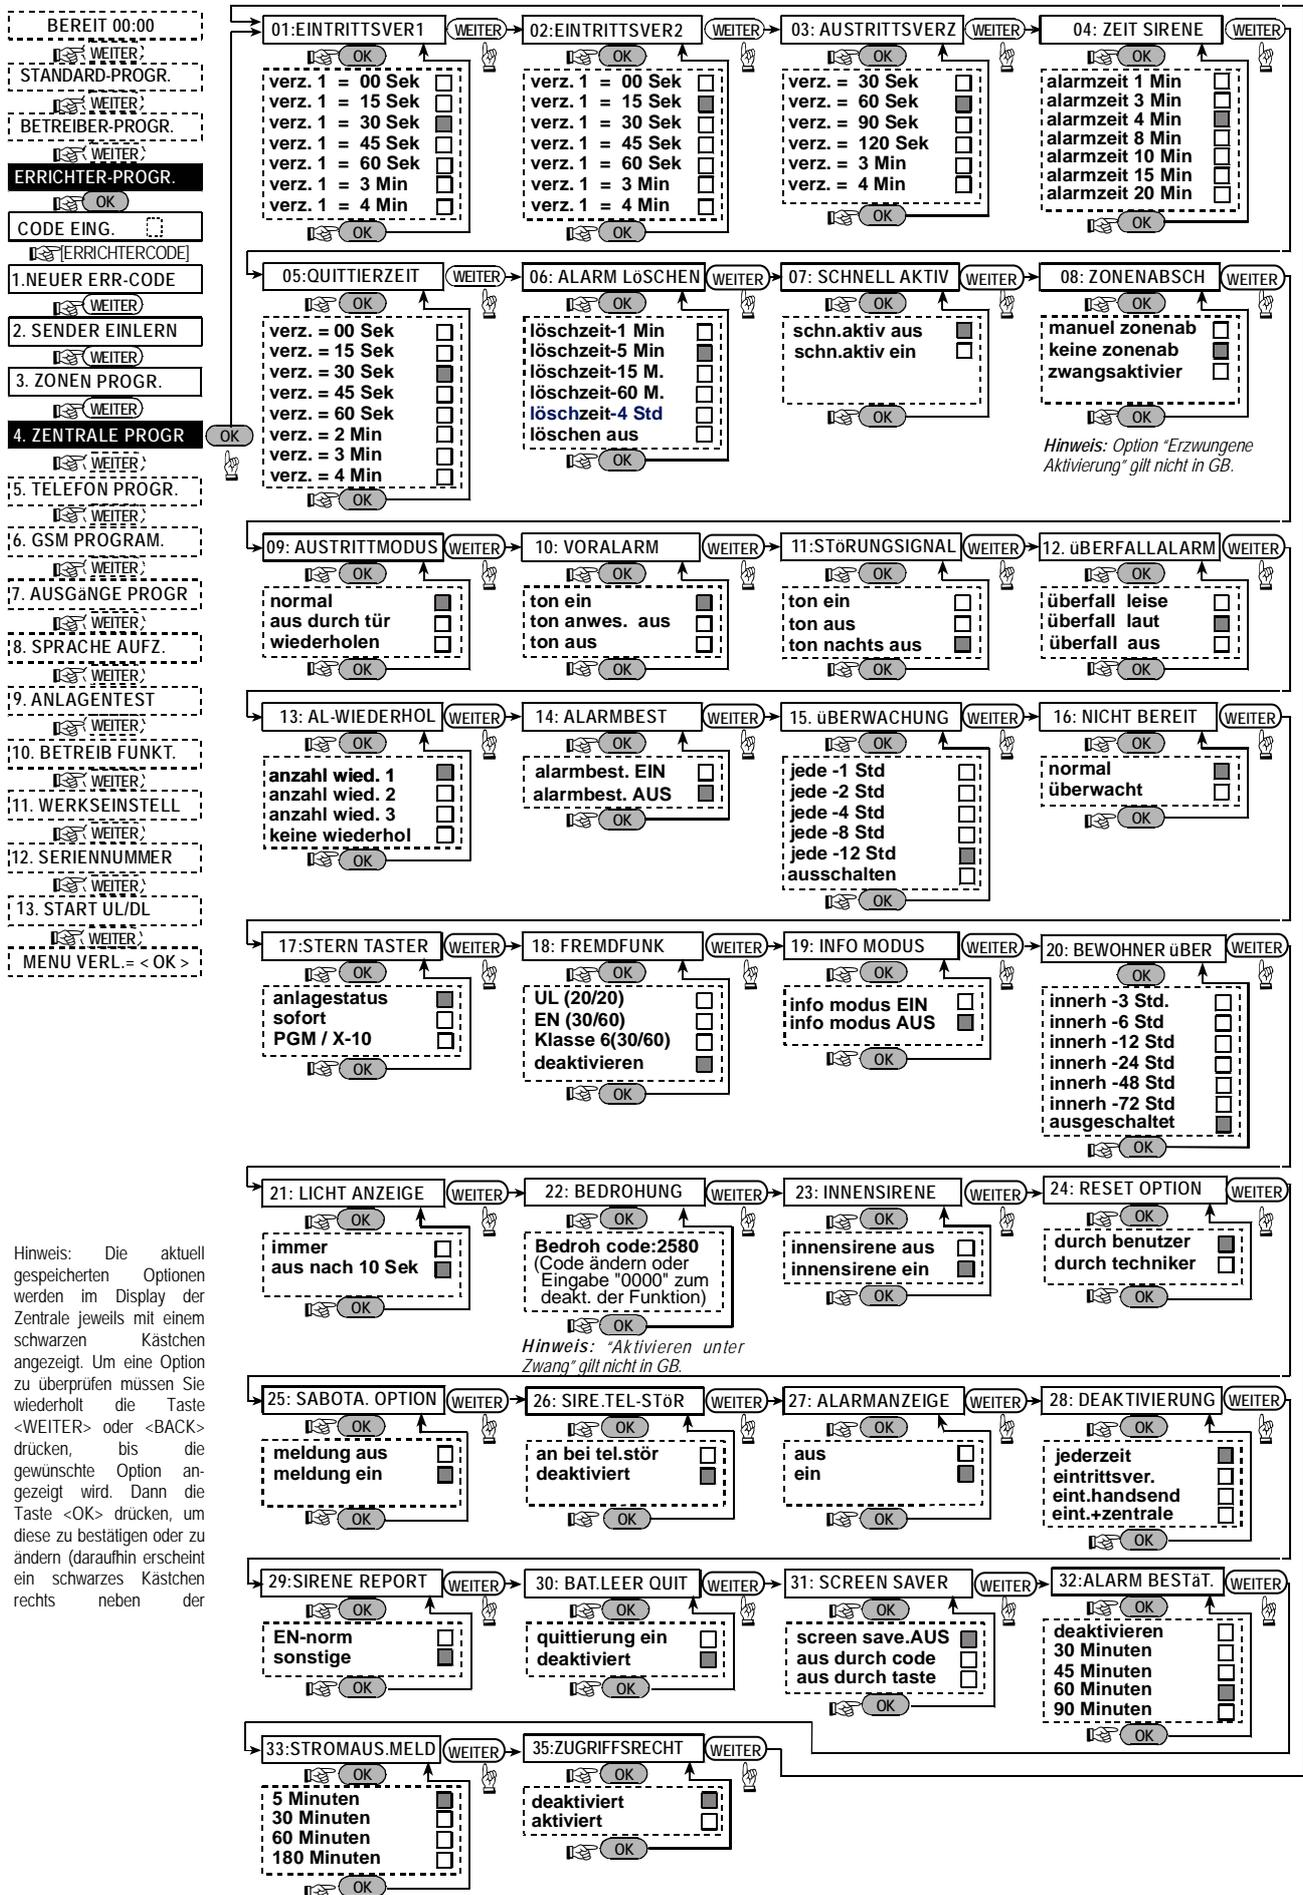 BEREIT 00:00
WEITER
STANDARD-PROGR.
WEITER
BETREIBER-PROGR.
WEITER
ERRICHTER-PROGR.
OK
CODE EING.
[ERRICHTERCODE]
1.NEUER ERR-CODE
WEITER
2. SENDER EINLERN
WEITER
3. ZONEN PROGR.
WEITER
4. ZENTRALE PROGR
OK
WEITER
5. TELEFON PROGR.
WEITER
6. GSM PROGRAM.
WEITER
7. AUSGäNGE PROGR
WEITER
8. SPRACHE AUFZ.
WEITER
9. ANLAGENTEST
WEITER
10. BETREIB FUNKT.
WEITER
11. WERKSEINSTELL
WEITER
12. SERIENNUMMER
WEITER
13. START UL/DL
WEITER
MENU VERL.= < OK >
Hinweis: Die aktuell
gespeicherten Optionen
werden im Display der
Zentrale jeweils mit einem
schwarzen Kästchen
angezeigt. Um eine Option
zu überprüfen müssen Sie
wiederholt die Taste
<WEITER> oder <BACK>
drücken, bis die
gewünschte Option an-
gezeigt wird. Dann die
Taste <OK> drücken, um
diese zu bestätigen oder zu
ändern (daraufhin erscheint
ein schwarzes Kästchen
rechts neben der
01:EINTRITTSVER1
WEITER
OK
verz. 1 = 00 Sek
verz. 1 = 15 Sek
verz. 1 = 30 Sek
verz. 1 = 45 Sek
verz. 1 = 60 Sek
verz. 1 = 3 Min
verz. 1 = 4 Min
OK
02:EINTRITTSVER2
WEITER
OK
verz. 1 = 00 Sek
verz. 1 = 15 Sek
verz. 1 = 30 Sek
verz. 1 = 45 Sek
verz. 1 = 60 Sek
verz. 1 = 3 Min
verz. 1 = 4 Min
OK
03: AUSTRITTSVERZ
WEITER
OK
verz. = 30 Sek
verz. = 60 Sek
verz. = 90 Sek
verz. = 120 Sek
verz. = 3 Min
verz. = 4 Min
OK
04: ZEIT SIRENE
WEITER
OK
alarmzeit 1 Min
alarmzeit 3 Min
alarmzeit 4 Min
alarmzeit 8 Min
alarmzeit 10 Min
alarmzeit 15 Min
alarmzeit 20 Min
OK
05:QUITTIERZEIT
WEITER
OK
verz. = 00 Sek
verz. = 15 Sek
verz. = 30 Sek
verz. = 45 Sek
verz. = 60 Sek
verz. = 2 Min
verz. = 3 Min
verz. = 4 Min
OK
06: ALARM LöSCHEN
WEITER
OK
löschzeit-1 Min
löschzeit-5 Min
löschzeit-15 M.
löschzeit-60 M.
löschzeit-4 Std
löschen aus
OK
07: SCHNELL AKTIV
WEITER
OK
schn.aktiv aus
schn.aktiv ein
OK
08: ZONENABSCH
WEITER
OK
manuel zonenab
keine zonenab
zwangsaktivier
OK
Hinweis: Option "Erzwungene
Aktivierung" gilt nicht in GB.
09: AUSTRITTMODUS
WEITER
OK
normal
aus durch tür
wiederholen
OK
10: VORALARM
WEITER
OK
ton ein
ton anwes. aus
ton aus
OK
11:STöRUNGSIGNAL
WEITER
OK
ton ein
ton aus
ton nachts aus
OK
12. üBERFALLALARM
WEITER
OK
überfall leise
überfall laut
überfall aus
OK
13: AL-WIEDERHOL
WEITER
OK
anzahl wied. 1
anzahl wied. 2
anzahl wied. 3
keine wiederhol
OK
14: ALARMBEST
WEITER
OK
alarmbest. EIN
alarmbest. AUS
OK
15. üBERWACHUNG
WEITER
OK
jede -1 Std
jede -2 Std
jede -4 Std
jede -8 Std
jede -12 Std
ausschalten
OK
16: NICHT BEREIT
WEITER
OK
normal
überwacht
OK
17:STERN TASTER
WEITER
OK
anlagestatus
sofort
PGM / X-10
OK
18: FREMDFUNK
WEITER
OK
UL (20/20)
EN (30/60)
Klasse 6(30/60)
deaktivieren
OK
19: INFO MODUS
WEITER
OK
info modus EIN
info modus AUS
OK
20: BEWOHNER üBER
WEITER
OK
innerh -3 Std.
innerh -6 Std
innerh -12 Std
innerh -24 Std
innerh -48 Std
innerh -72 Std
ausgeschaltet
OK
21: LICHT ANZEIGE
WEITER
OK
immer
aus nach 10 Sek
OK
22: BEDROHUNG
WEITER
OK
Bedroh code:2580
(Code ändern oder
Eingabe "0000" zum
deakt. der Funktion)
OK
Hinweis: "Aktivieren unter
Zwang" gilt nicht in GB.
23: INNENSIRENE
WEITER
OK
innensirene aus
innensirene ein
OK
24: RESET OPTION
WEITER
OK
durch benutzer
durch techniker
OK
25: SABOTA. OPTION
WEITER
OK
meldung aus
meldung ein
OK
26: SIRE.TEL-STöR
WEITER
OK
an bei tel.stör
deaktiviert
OK
27: ALARMANZEIGE
WEITER
OK
aus
ein
OK
28: DEAKTIVIERUNG
WEITER
OK
jederzeit
eintrittsver.
eint.handsend
eint.+zentrale
OK
29:SIRENE REPORT
WEITER
OK
EN-norm
sonstige
OK
30: BAT.LEER QUIT
WEITER
OK
quittierung ein
deaktiviert
OK
31: SCREEN SAVER
WEITER
OK
screen save.AUS
aus durch code
aus durch taste
OK
32:ALARM BESTäT.
WEITER
OK
deaktivieren
30 Minuten
45 Minuten
60 Minuten
90 Minuten
OK
33:STROMAUS.MELD
WEITER
OK
5 Minuten
30 Minuten
60 Minuten
180 Minuten
OK
35:ZUGRIFFSRECHT
WEITER
OK
deaktiviert
aktiviert
OK